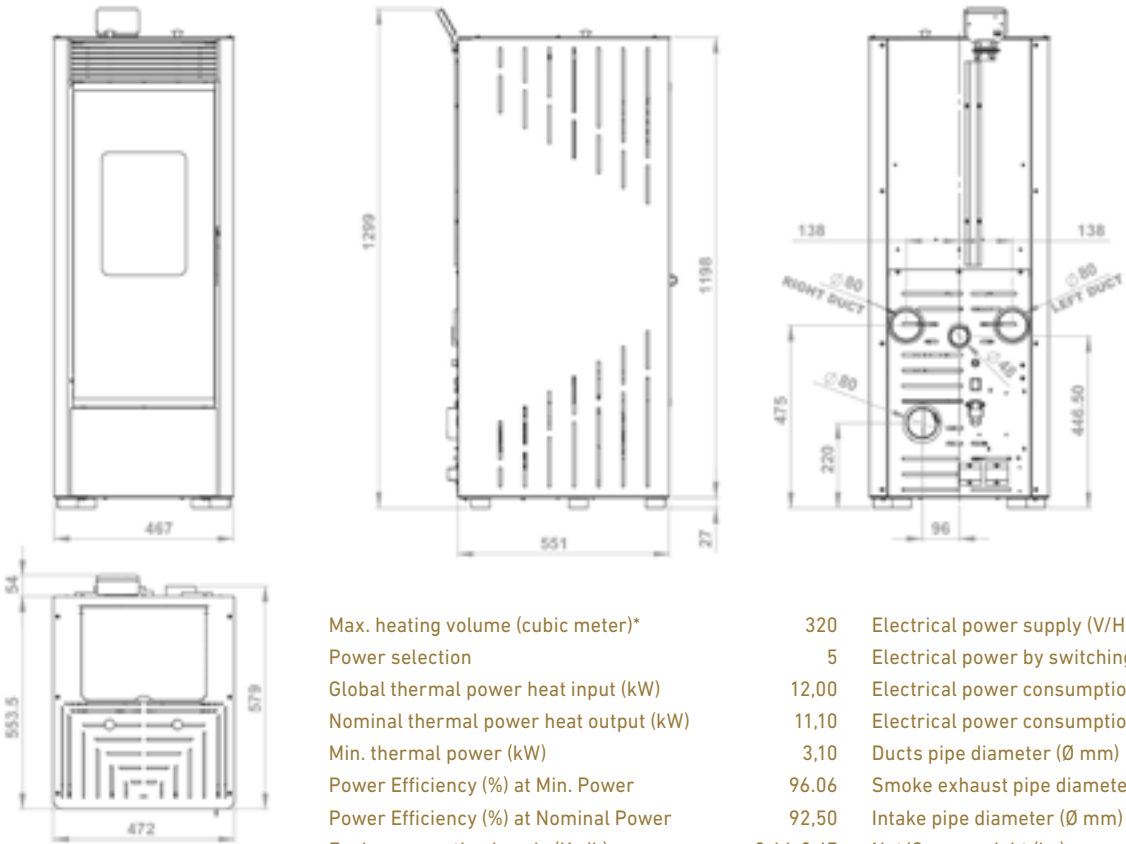 1299
1198
138
138
Ø80
RIGHT DUCT
Ø80
LEFT DUCT
Ø48
Ø80
475
446.50
220
96
467
551
27
54
553.5
579
472
Max. heating volume (cubic meter)* 320
Power selection 5
Global thermal power heat input (kW) 12,00
Nominal thermal power heat output (kW) 11,10
Min. thermal power (kW) 3,10
Power Efficiency (%) at Min. Power 96.06
Power Efficiency (%) at Nominal Power 92,50
Electrical power supply (V/H
Electrical power by switching
Electrical power consumptio
Electrical power consumptio
Ducts pipe diameter (Ø mm)
Smoke exhaust pipe diamete
Intake pipe diameter (Ø mm)